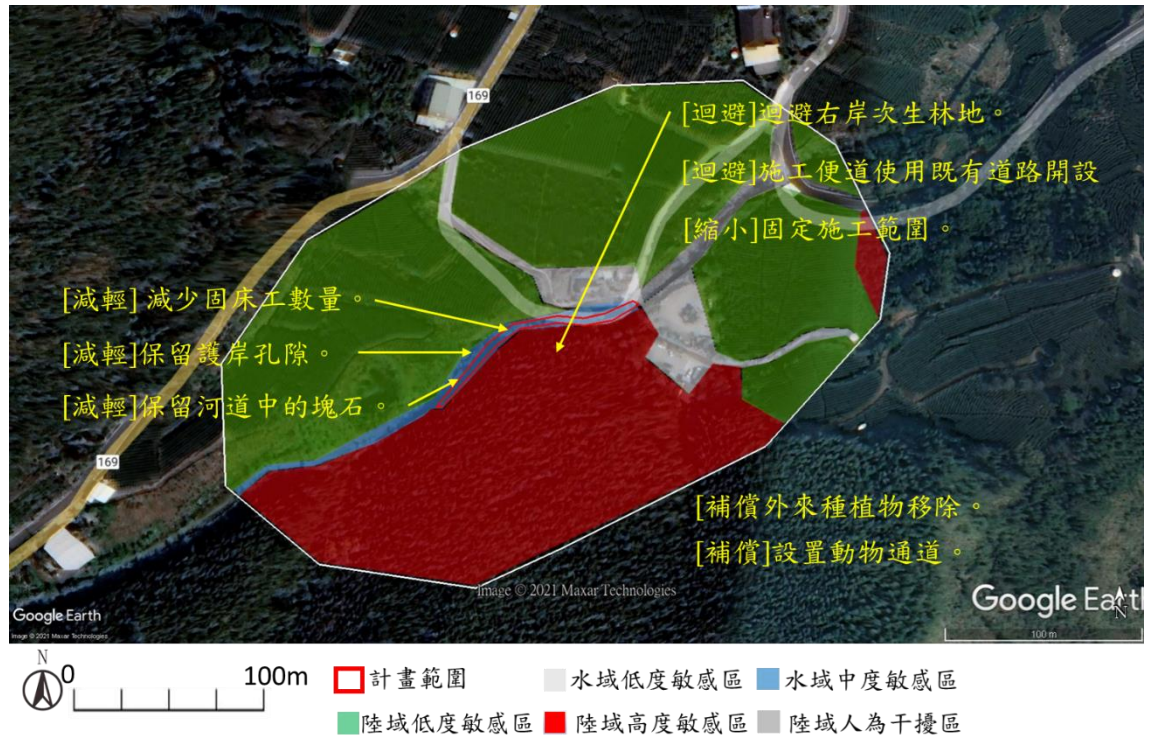 169
[迴避]迴避右岸次生林地。
[迴避]施工便道使用既有道路開設
[縮小]固定施工範圍。
[減輕] 減少固床工數量。
[減輕]保留護岸孔隙。
[減輕]保留河道中的塊石。
169
[補償外來種植物移除。
[補償]設置動物通道。
Image © 2021 Maxar Technologies
Google Earth
Image © 2021 Maxar Technologies
Google Earth
N
100 m
N
0 100m
計畫範圍 水域低度敏感區 水域中度敏感區
陸域低度敏感區 陸域高度敏感區 陸域人為干擾區